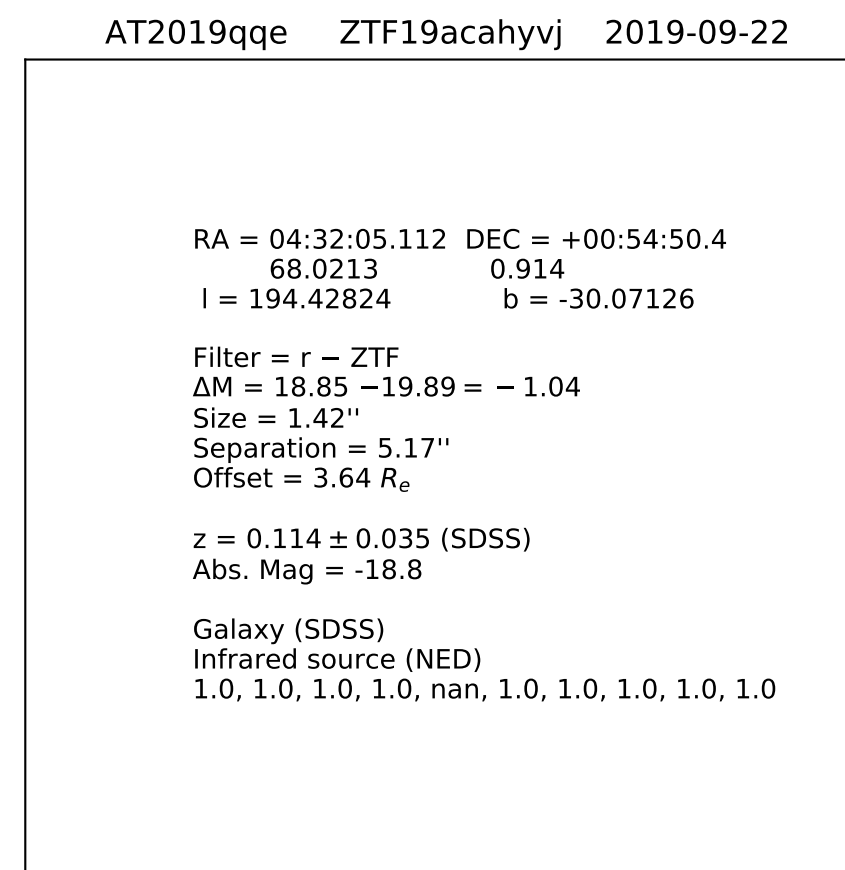 AT2019qqe ZTF19acahyvj 2019-09-22
RA = 04:32:05.112 DEC = +00:54:50.4
68.0213 0.914
l = 194.42824 b = -30.07126
Filter = r − ZTF
ΔM = 18.85 −19.89 = − 1.04
Size = 1.42''
Separation = 5.17''
Offset = 3.64 Re
z = 0.114 ± 0.035 (SDSS)
Abs. Mag = -18.8
Galaxy (SDSS)
Infrared source (NED)
1.0, 1.0, 1.0, 1.0, nan, 1.0, 1.0, 1.0, 1.0, 1.0